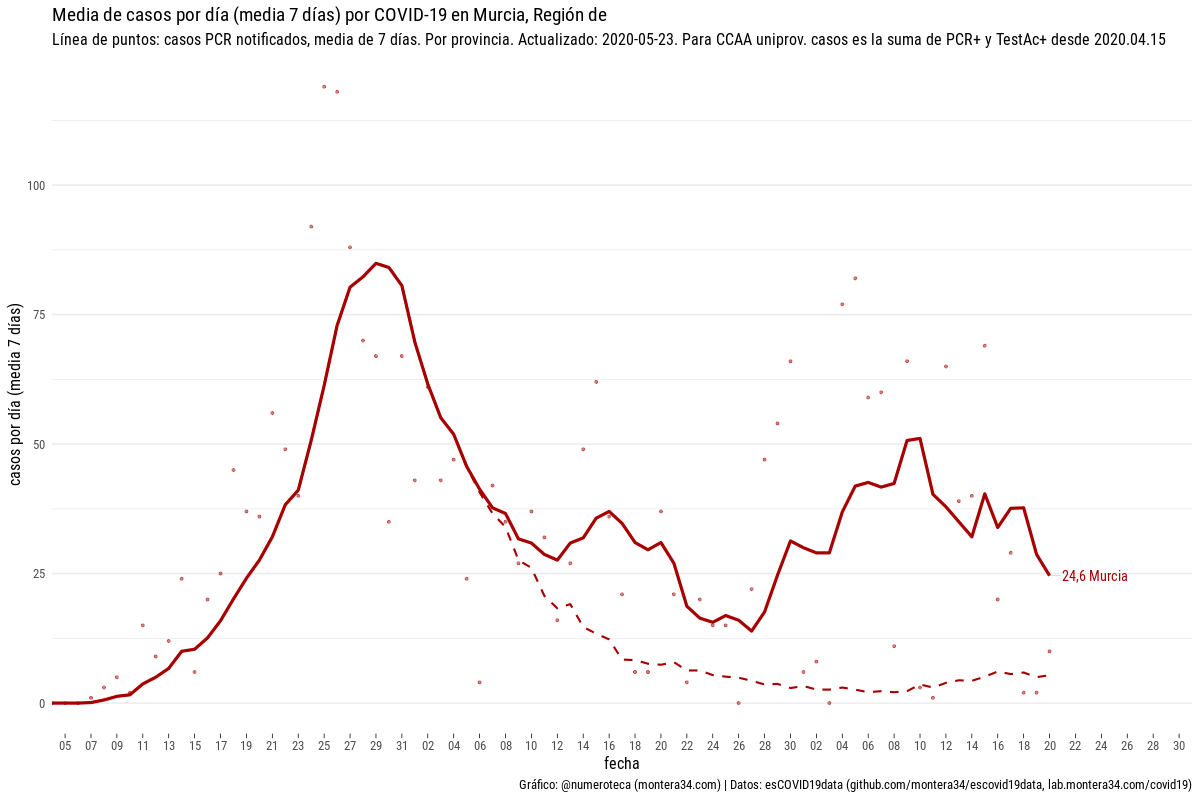 Media de casos por día (media 7 días) por COVID-19 en Murcia, Región de
Línea de puntos: casos PCR notificados, media de 7 días. Por provincia. Actualizado: 2020-05-23. Para CCAA uniprov. casos es la suma de PCR+ y TestAc+ desde 2020.04.15
casos por día (media 7 días)
100
75
50
25
0
24,6 Murcia
05 07 09 11 13 15 17 19 21 23 25 27 29 31 02 04 06 08 10 12 14 16 18 20 22 24 26 28 30 02 04 06 08 10 12 14 16 18 20 22 24 26 28 30
fecha
Gráfico: @numeroteca (montera34.com) | Datos: esCOVID19data (github.com/montera34/escovid19data, lab.montera34.com/covid19)